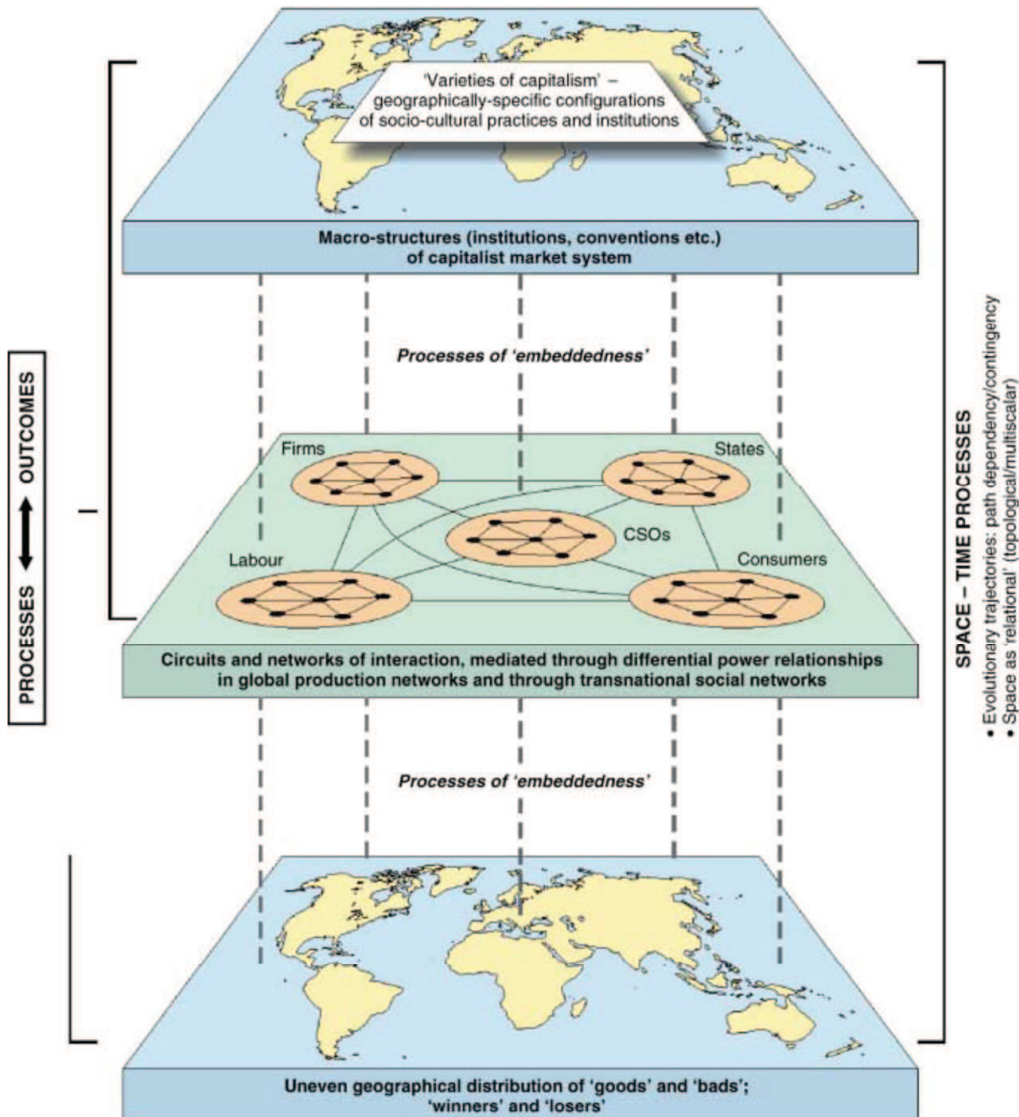 'Varieties of capitalism' –
geographically-specific configurations
of socio-cultural practices and institutions
Macro-structures (institutions, conventions etc.)
of capitalist market system
Processes of 'embeddedness'
Firms
States
CSOs
Labour
Consumers
Circuits and networks of interaction, mediated through differential power relationships
in global production networks and through transnational social networks
Processes of 'embeddedness'
Uneven geographical distribution of 'goods' and 'bads';
'winners' and 'losers'
PROCESSES ↔ OUTCOMES
SPACE – TIME PROCESSES
• Evolutionary trajectories: path dependency/contingency
• Space as 'relational' (topological/multiscalar)